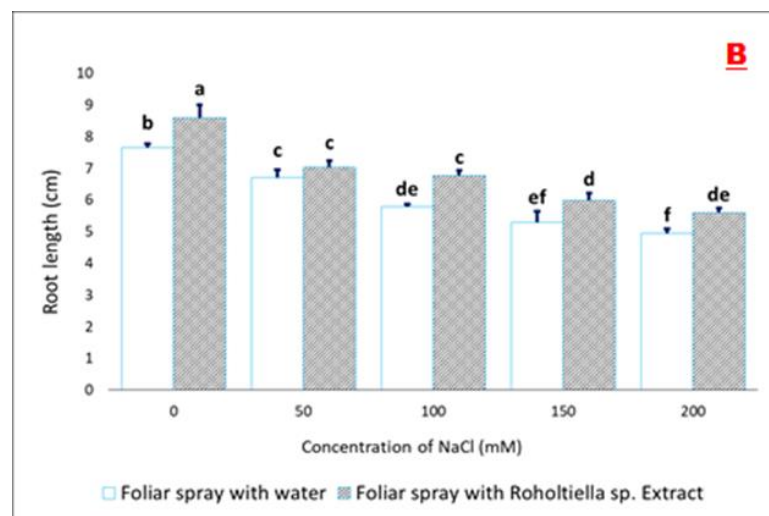 B
10
9
8
7
6
5
4
3
2
1
0
Root length (cm)
b a
c c
de c
ef d
f de
0 50 100 150 200
Concentration of NaCl (mM)
Foliar spray with water Foliar spray with Roholtiella sp. Extract